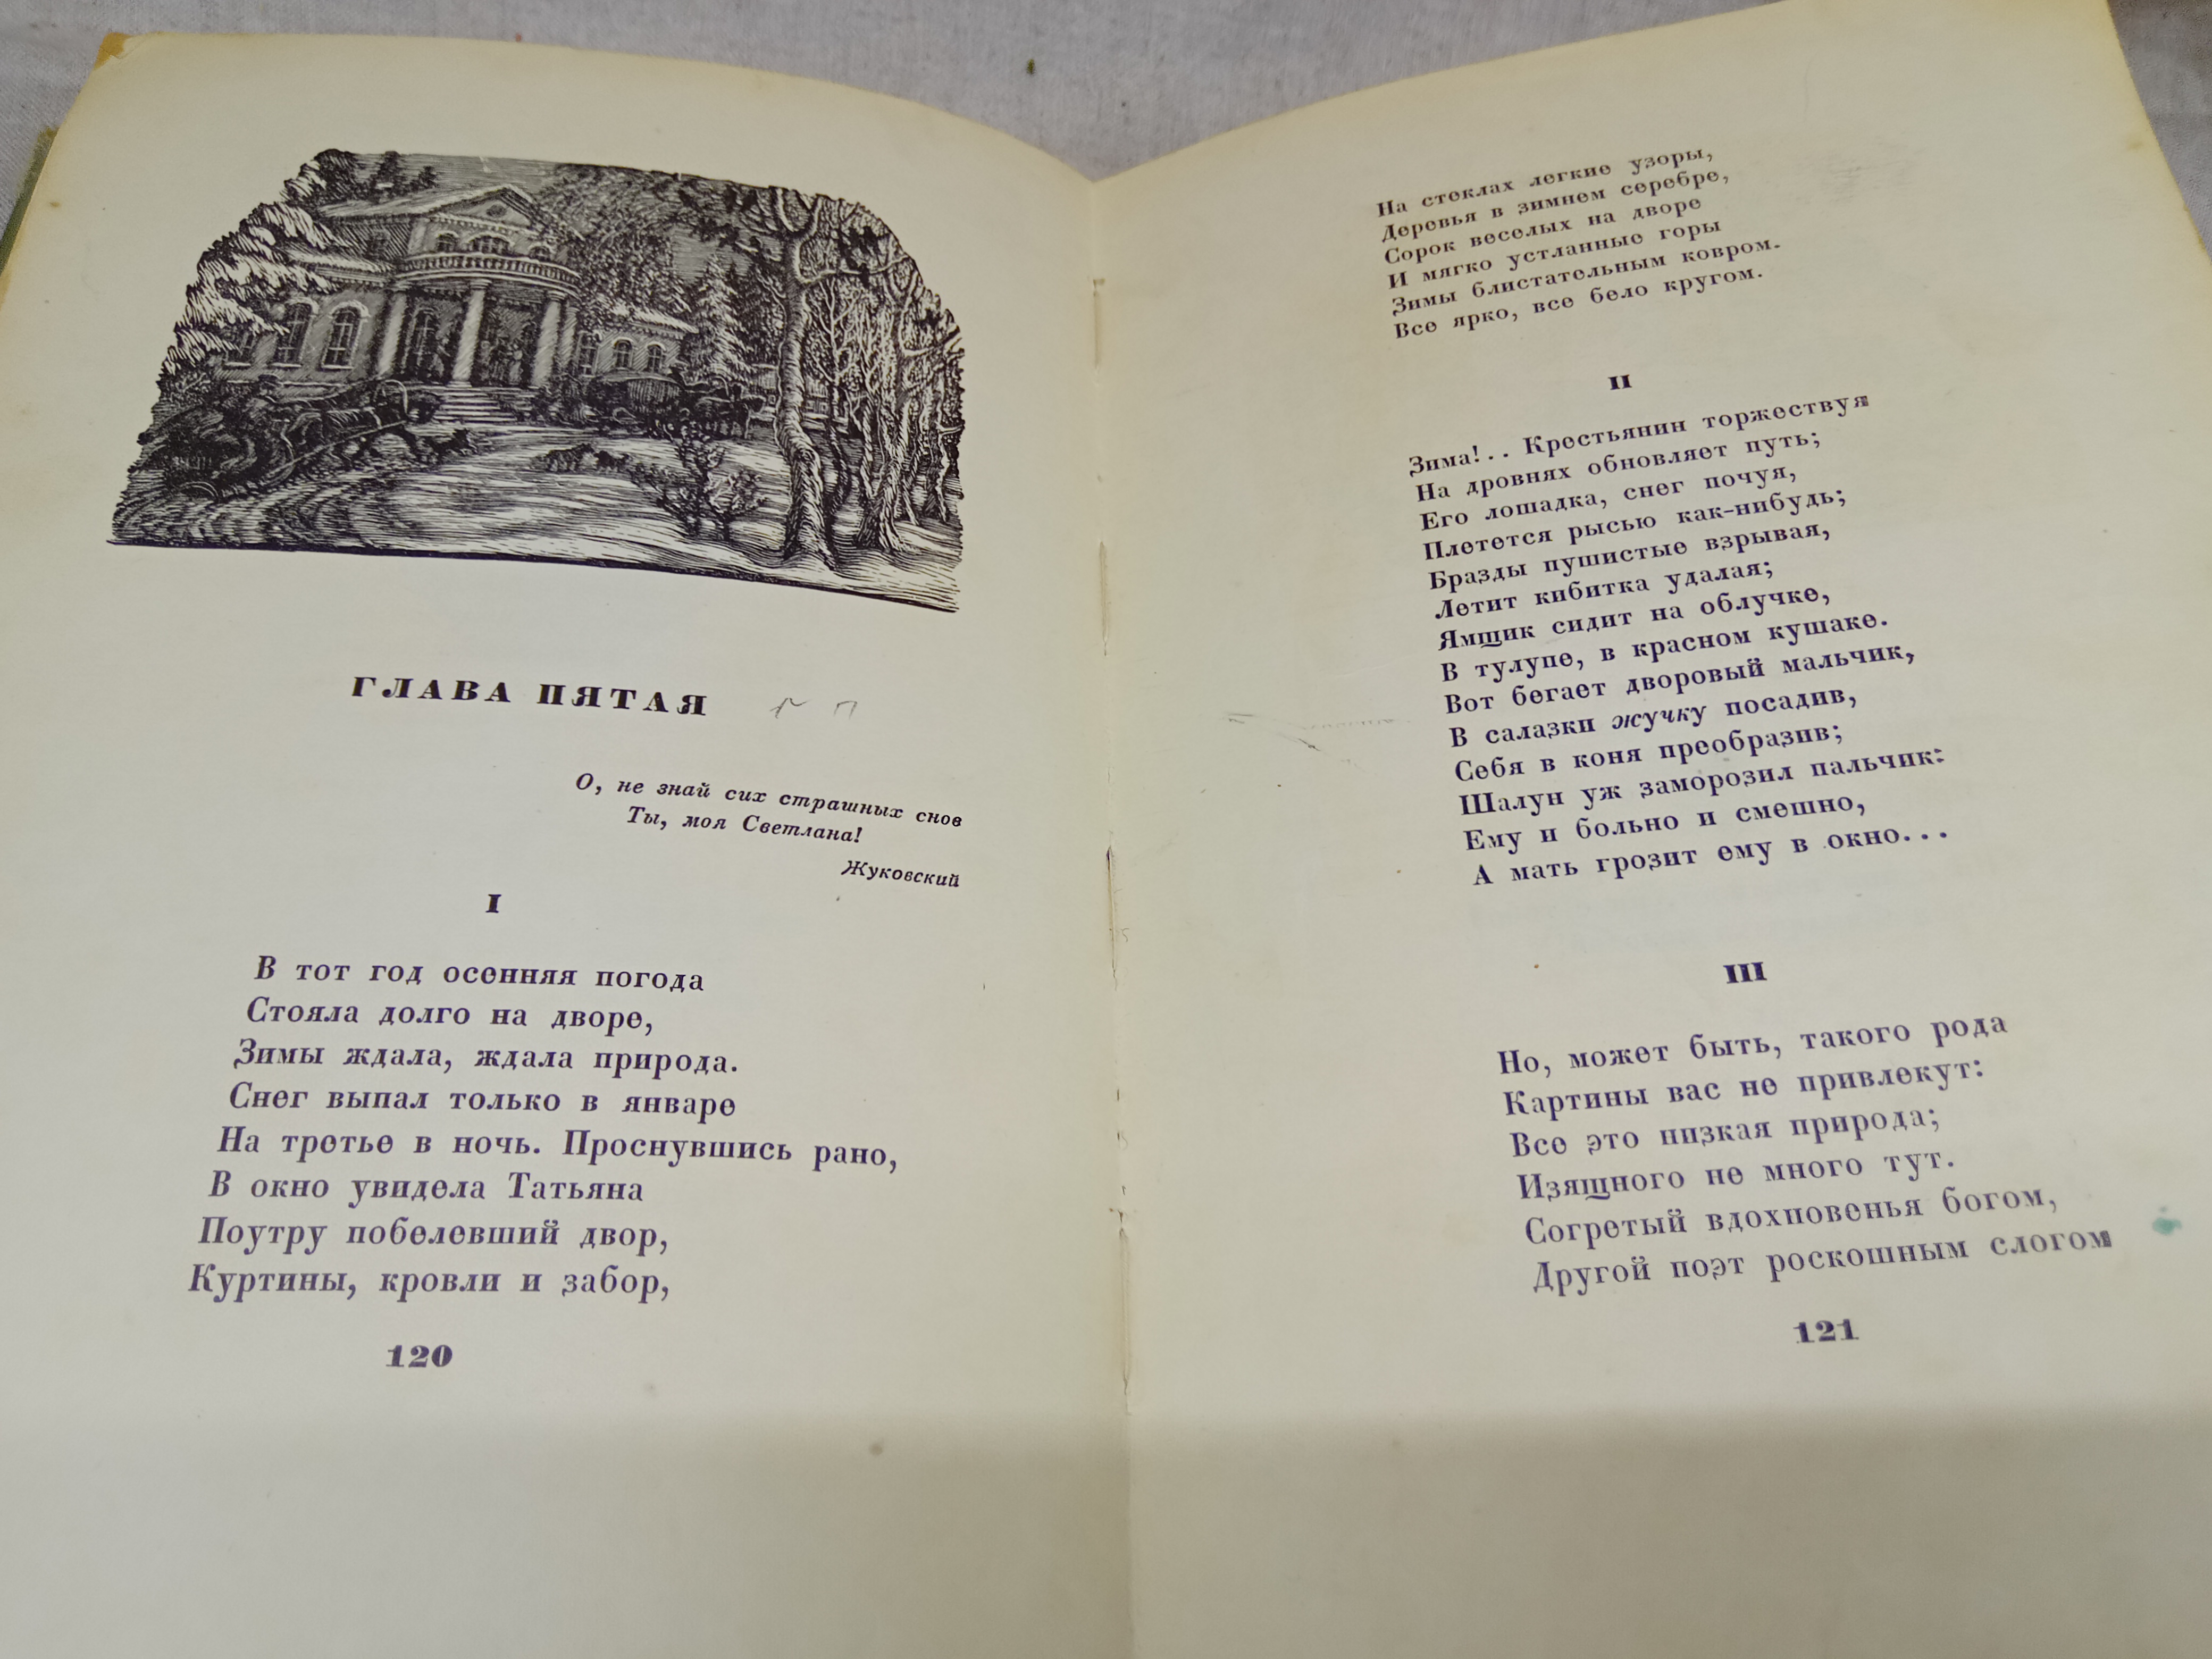 ГЛАВА ПЯТАЯ г п
О, не знай сих страшных снов
Ты, моя Светлана!
Жуковский
I
В тот год осенняя погода
Стояла долго на дворе,
Зимы ждала, ждала природа.
Снег выпал только в январе
На третье в ночь. Проснувшись рано,
В окно увидела Татьяна
Поутру побелевший двор,
Куртины, кровли и забор,
120
На стеклах легкие узоры,
Деревья в зимнем серебре,
Сорок веселых на дворе
И мягко устланные горы
Зимы блистательным ковром.
Все ярко, все бело кругом.
II
Зима!.. Крестьянин торжествуя
На дровнях обновляет путь;
Его лошадка, снег почуя,
Плетется рысью как-нибудь;
Бразды пушистые взрывая,
Летит кибитка удалая;
Ямщик сидит на облучке,
В тулупе, в красном кушаке.
Вот бегает дворовый мальчик,
В салазки жучку посадив,
Себя в коня преобразив;
Шалун уж заморозил пальчик:
Ему и больно и смешно,
А мать грозит ему в окно...
III
Но, может быть, такого рода
Картины вас не привлекут:
Все это низкая природа;
Изящного не много тут.
Согретый вдохновенья богом,
Другой поэт роскошным слогом
121